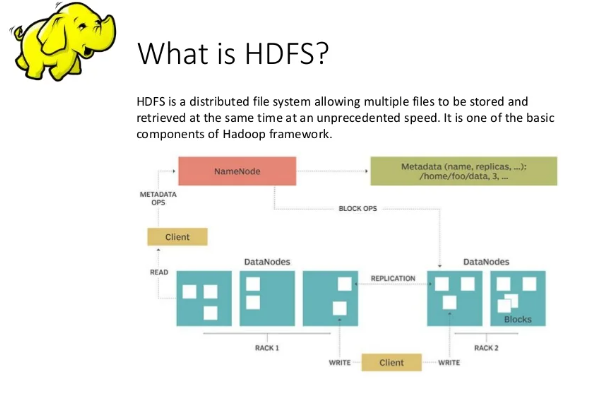 What is HDFS?
HDFS is a distributed file system allowing multiple files to be stored and
retrieved at the same time at an unprecedented speed. It is one of the basic
components of Hadoop framework.
NameNode
Metadata (name, replicas, ...):
/home/foo/data, 3, ...
METADATA
OPS
BLOCK OPS
Client
DataNodes
DataNodes
READ
REPLICATION
Blocks
RACK 1
RACK 2
WRITE
Client
WRITE